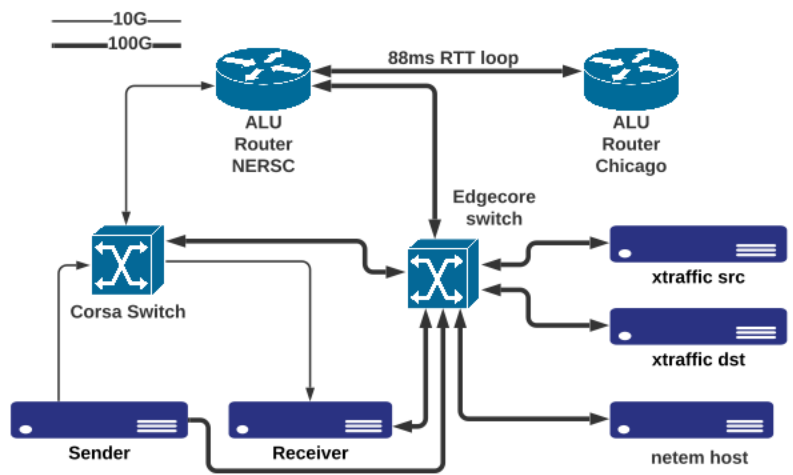 10G
100G
88ms RTT loop
ALU
Router
NERSC
ALU
Router
Chicago
Edgecore
switch
xtraffic src
Corsa Switch
xtraffic dst
Sender
Receiver
netem host